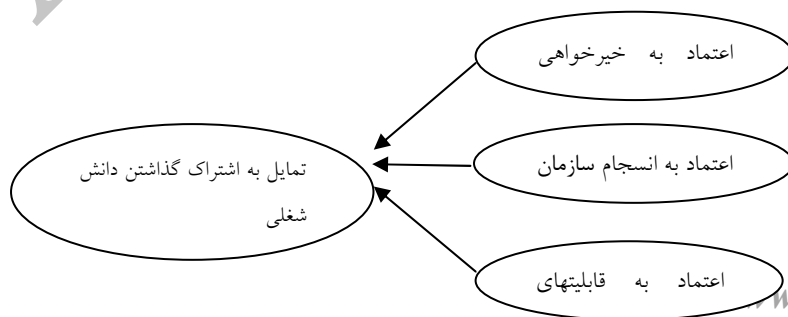 اعتماد به خیرخواهی
اعتماد به انسجام سازمان
تمایل به اشتراک گذاشتن دانش
شغلی
اعتماد به قابلیتهای